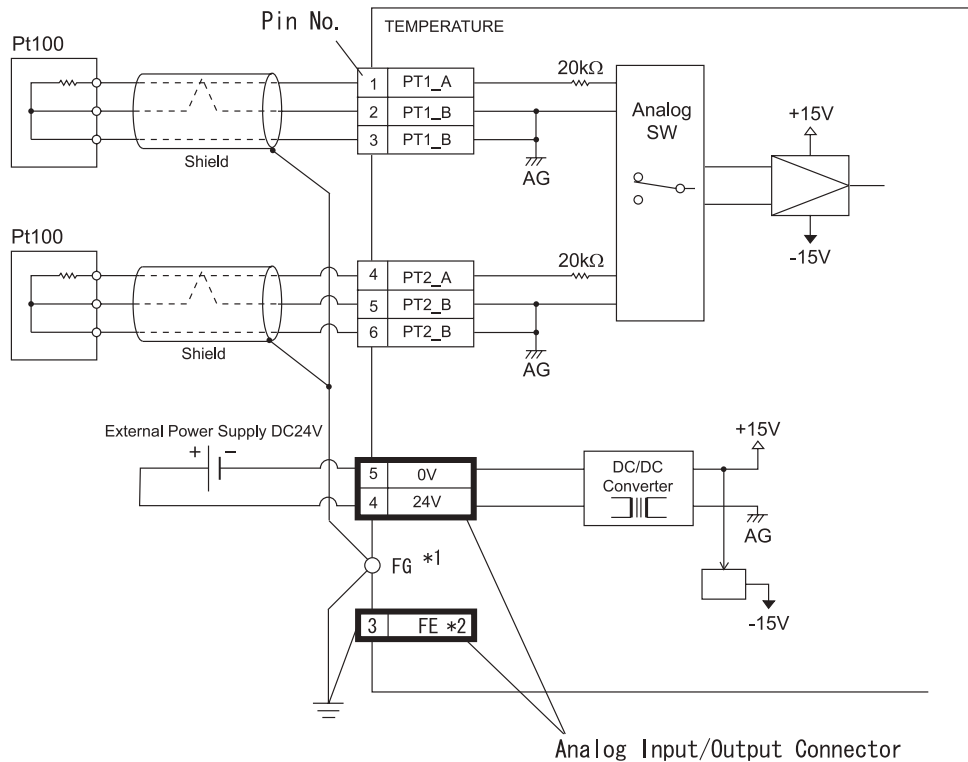 Pin No.
TEMPERATURE
Pt100
1 PT1_A
2 PT1_B
3 PT1_B
Shield
20kΩ
AG
Analog
SW
+15V
-15V
Pt100
4 PT2_A
5 PT2_B
6 PT2_B
Shield
20kΩ
AG
External Power Supply DC24V
+ −
5 0V
4 24V
DC/DC
Converter
+15V
AG
-15V
FG *1
3 FE *2
Analog Input/Output Connector